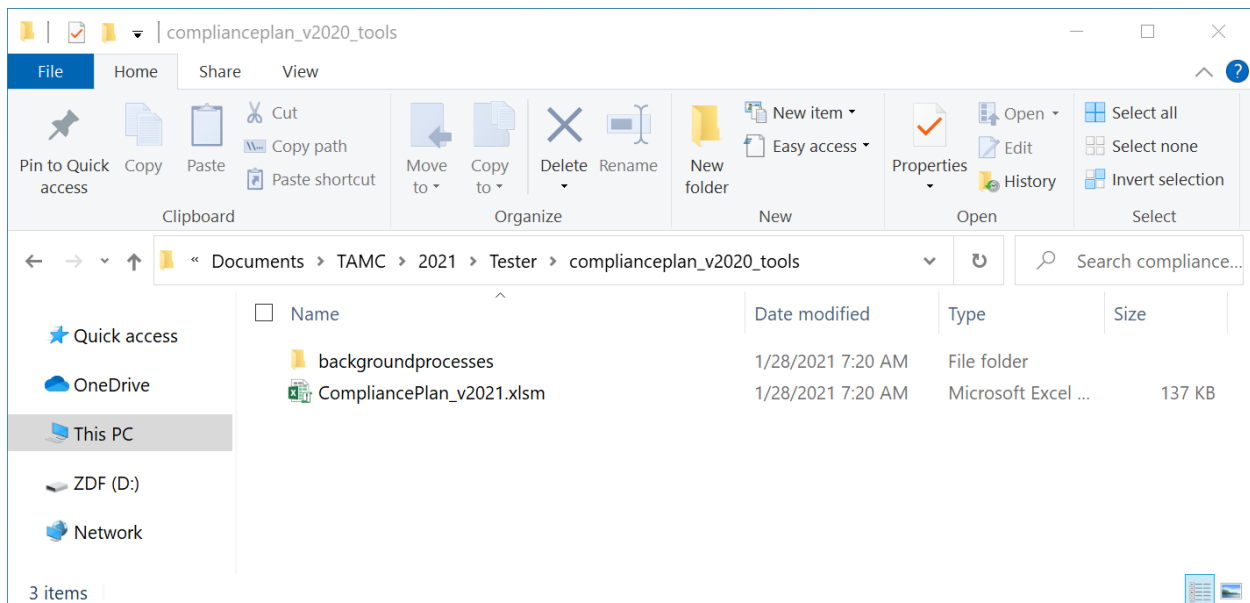 complianceplan_v2020_tools
File Home Share View
?
Pin to Quick access
Copy
Paste
Cut
Copy path
Paste shortcut
Move to
Copy to
Delete
Rename
New folder
New item
Easy access
Properties
Open
Edit
History
Select all
Select none
Invert selection
Clipboard Organize New Open Select
« Documents > TAMC > 2021 > Tester > complianceplan_v2020_tools
Search compliance...
Quick access
OneDrive
This PC
ZDF (D:)
Network
Name Date modified Type Size
backgroundprocesses 1/28/2021 7:20 AM File folder
CompliancePlan_v2021.xlsm 1/28/2021 7:20 AM Microsoft Excel ... 137 KB
3 items